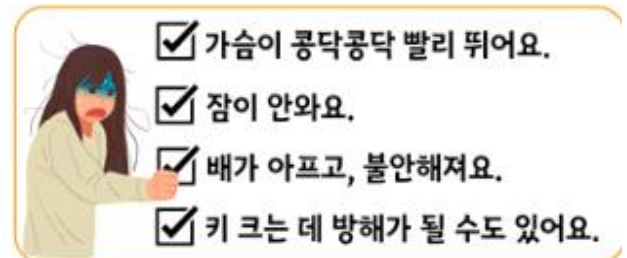 가슴이 콩닥콩닥 빨리 뛰어요.
잠이 안와요.
배가 아프고, 불안해져요.
키 크는 데 방해가 될 수도 있어요.